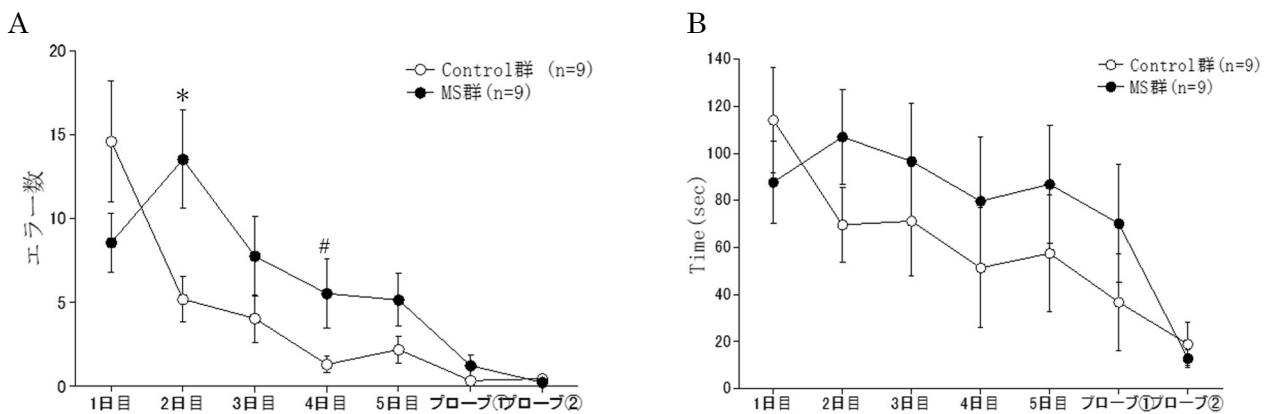 A
エラー数
20
15
10
5
0
Control群 (n=9)
MS群(n=9)
*
#
1日目 2日目 3日目 4日目 5日目 プローブ① プローブ②
B
Time(sec)
140
120
100
80
60
40
20
0
Control群(n=9)
MS群(n=9)
1日目 2日目 3日目 4日目 5日目 プローブ① プローブ②